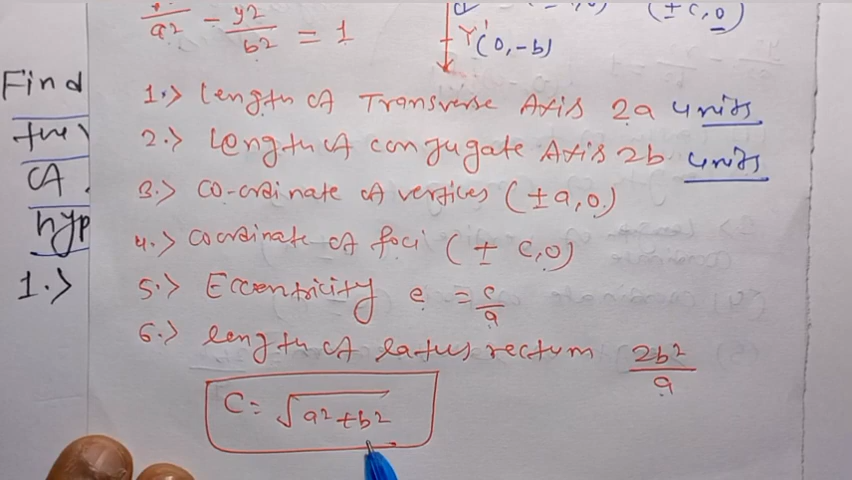 x²/a² - y²/b² = 1
Y' (0,-b)
(± c, 0)
1.> Length of Transverse Axis 2a units
2.> Length of conjugate Axis 2b units
3.> co-ordinate of vertices (±a,0)
4.> coordinate of foci (± c,0)
5.> Eccentricity e = c/a
6.> length of latus rectum 2b²/a
C = √a²+b²
Find
the
of
hyp
1.>